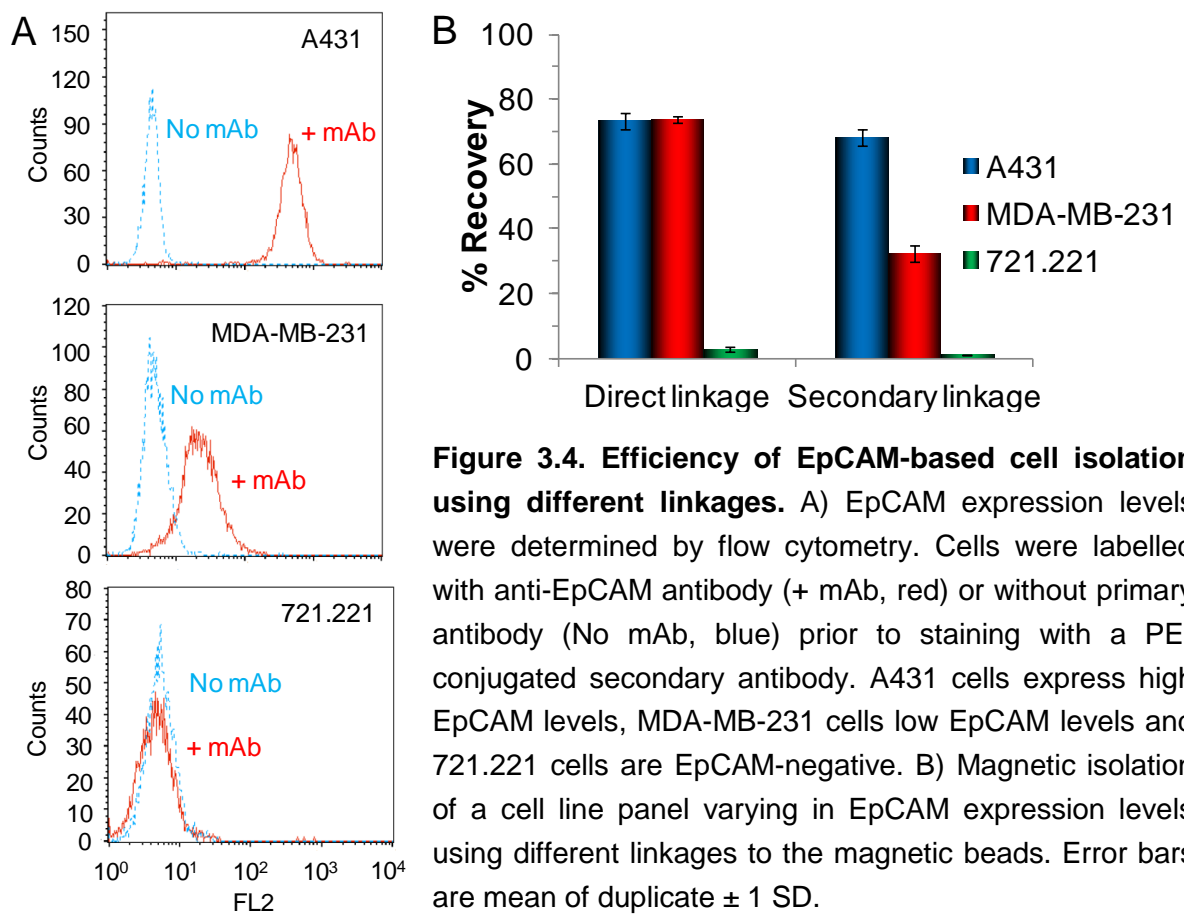 A
150
120
90
60
30
0
Counts
A431
No mAb
+ mAb
10⁰ 10¹ 10² 10³ 10⁴
120
100
80
60
40
20
0
Counts
MDA-MB-231
No mAb
+ mAb
80
70
60
50
40
30
20
10
0
Counts
721.221
No mAb
+ mAb
10⁰ 10¹ 10² 10³ 10⁴
FL2
B
100
80
60
40
20
0
% Recovery
A431
MDA-MB-231
721.221
Direct linkage Secondary linkage
Figure 3.4. Efficiency of EpCAM-based cell isolation
using different linkages. A) EpCAM expression levels
were determined by flow cytometry. Cells were labelled
with anti-EpCAM antibody (+ mAb, red) or without primary
antibody (No mAb, blue) prior to staining with a PE-
conjugated secondary antibody. A431 cells express high
EpCAM levels, MDA-MB-231 cells low EpCAM levels and
721.221 cells are EpCAM-negative. B) Magnetic isolation
of a cell line panel varying in EpCAM expression levels
using different linkages to the magnetic beads. Error bars
are mean of duplicate ± 1 SD.